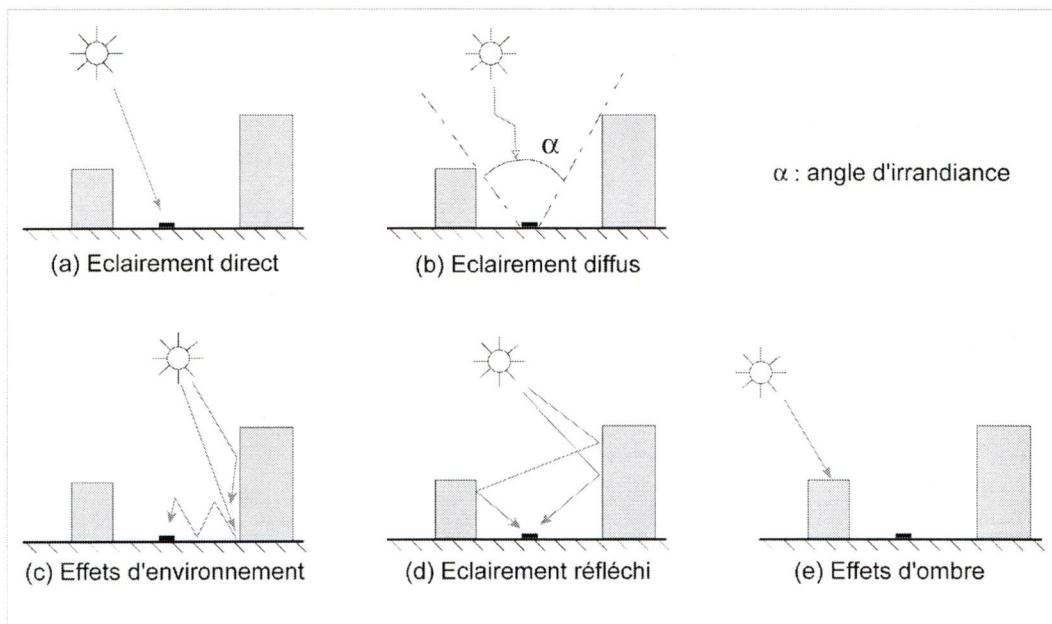 α
α : angle d'irrandiance
(a) Eclairement direct
(b) Eclairement diffus
(c) Effets d'environnement
(d) Eclairement réfléchi
(e) Effets d'ombre